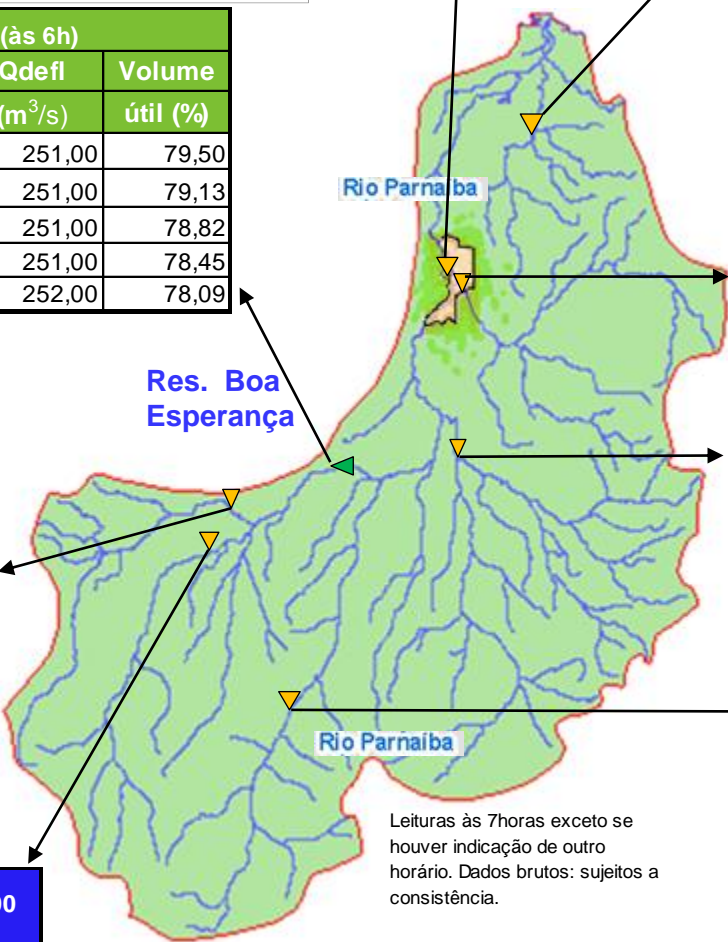 (às 6h)
Qdefl Volume
(m³/s) útil (%)
251,00 79,50
251,00 79,13
251,00 78,82
251,00 78,45
252,00 78,09
Rio Parnaíba
Res. Boa
Esperança
Rio Parnaíba
Leituras às 7horas exceto se
houver indicação de outro
horário. Dados brutos: sujeitos a
consistência.